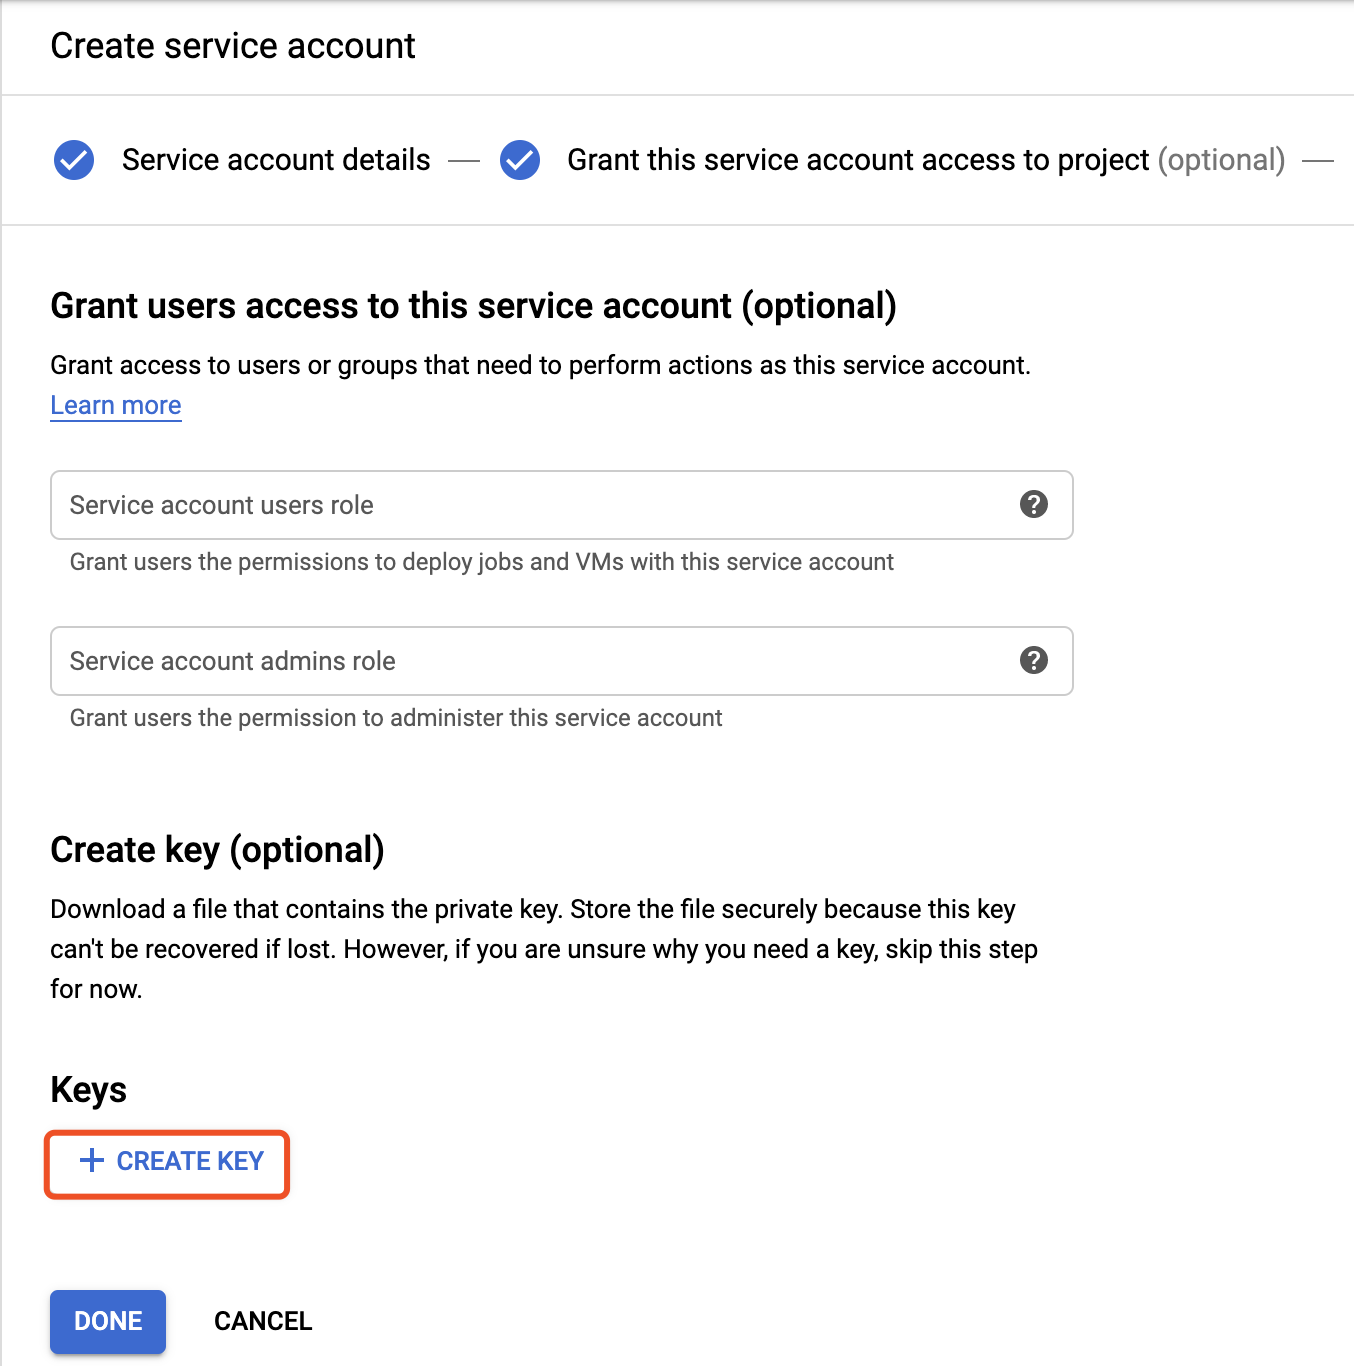 Create service account
Service account details — Grant this service account access to project (optional) —
Grant users access to this service account (optional)
Grant access to users or groups that need to perform actions as this service account.
Learn more
Service account users role ?
Grant users the permissions to deploy jobs and VMs with this service account
Service account admins role ?
Grant users the permission to administer this service account
Create key (optional)
Download a file that contains the private key. Store the file securely because this key
can't be recovered if lost. However, if you are unsure why you need a key, skip this step
for now.
Keys
+ CREATE KEY
DONE CANCEL